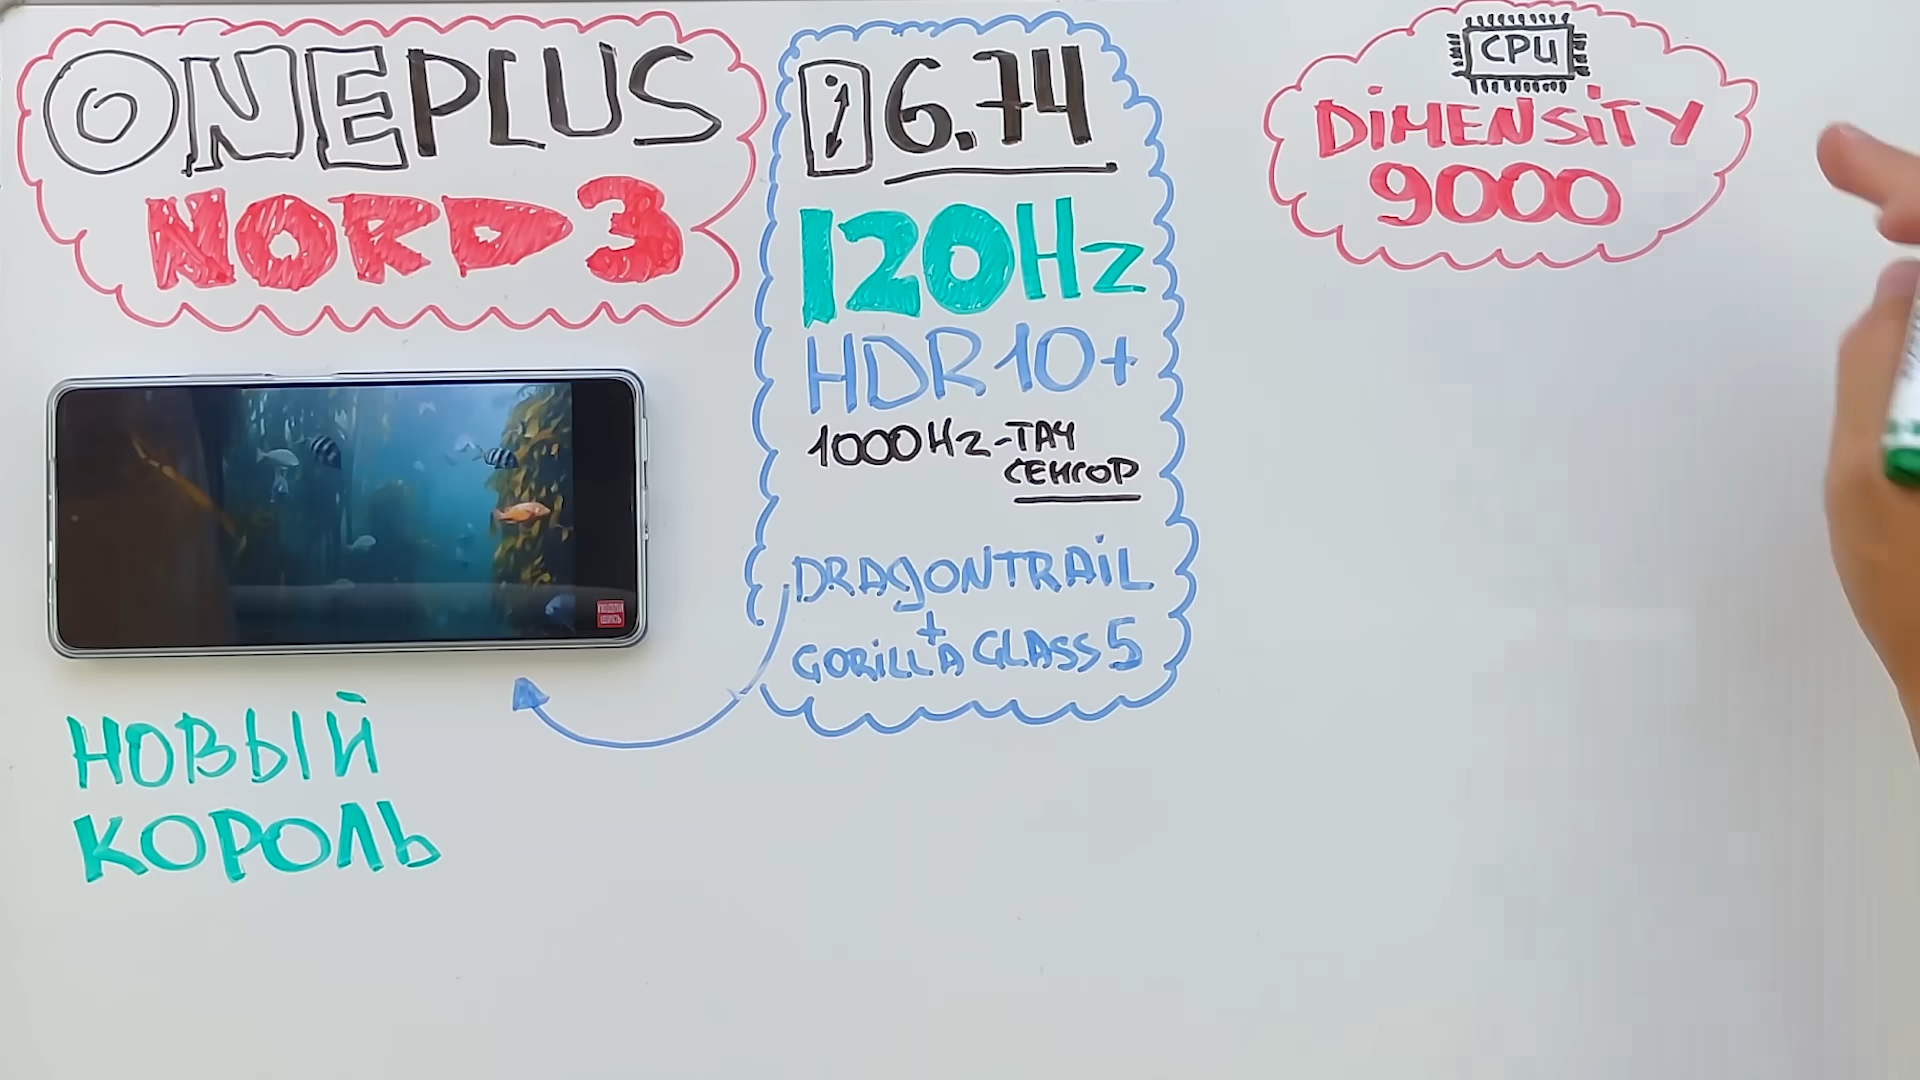 ONEPLUS
NORD 3
6.74
120Hz
HDR10+
1000Hz-ТАЧ
СЕНСОР
DRAGONTRAIL
+
GORILLA GLASS 5
CPU
DIMENSITY
9000
НОВЫЙ
КОРОЛЬ